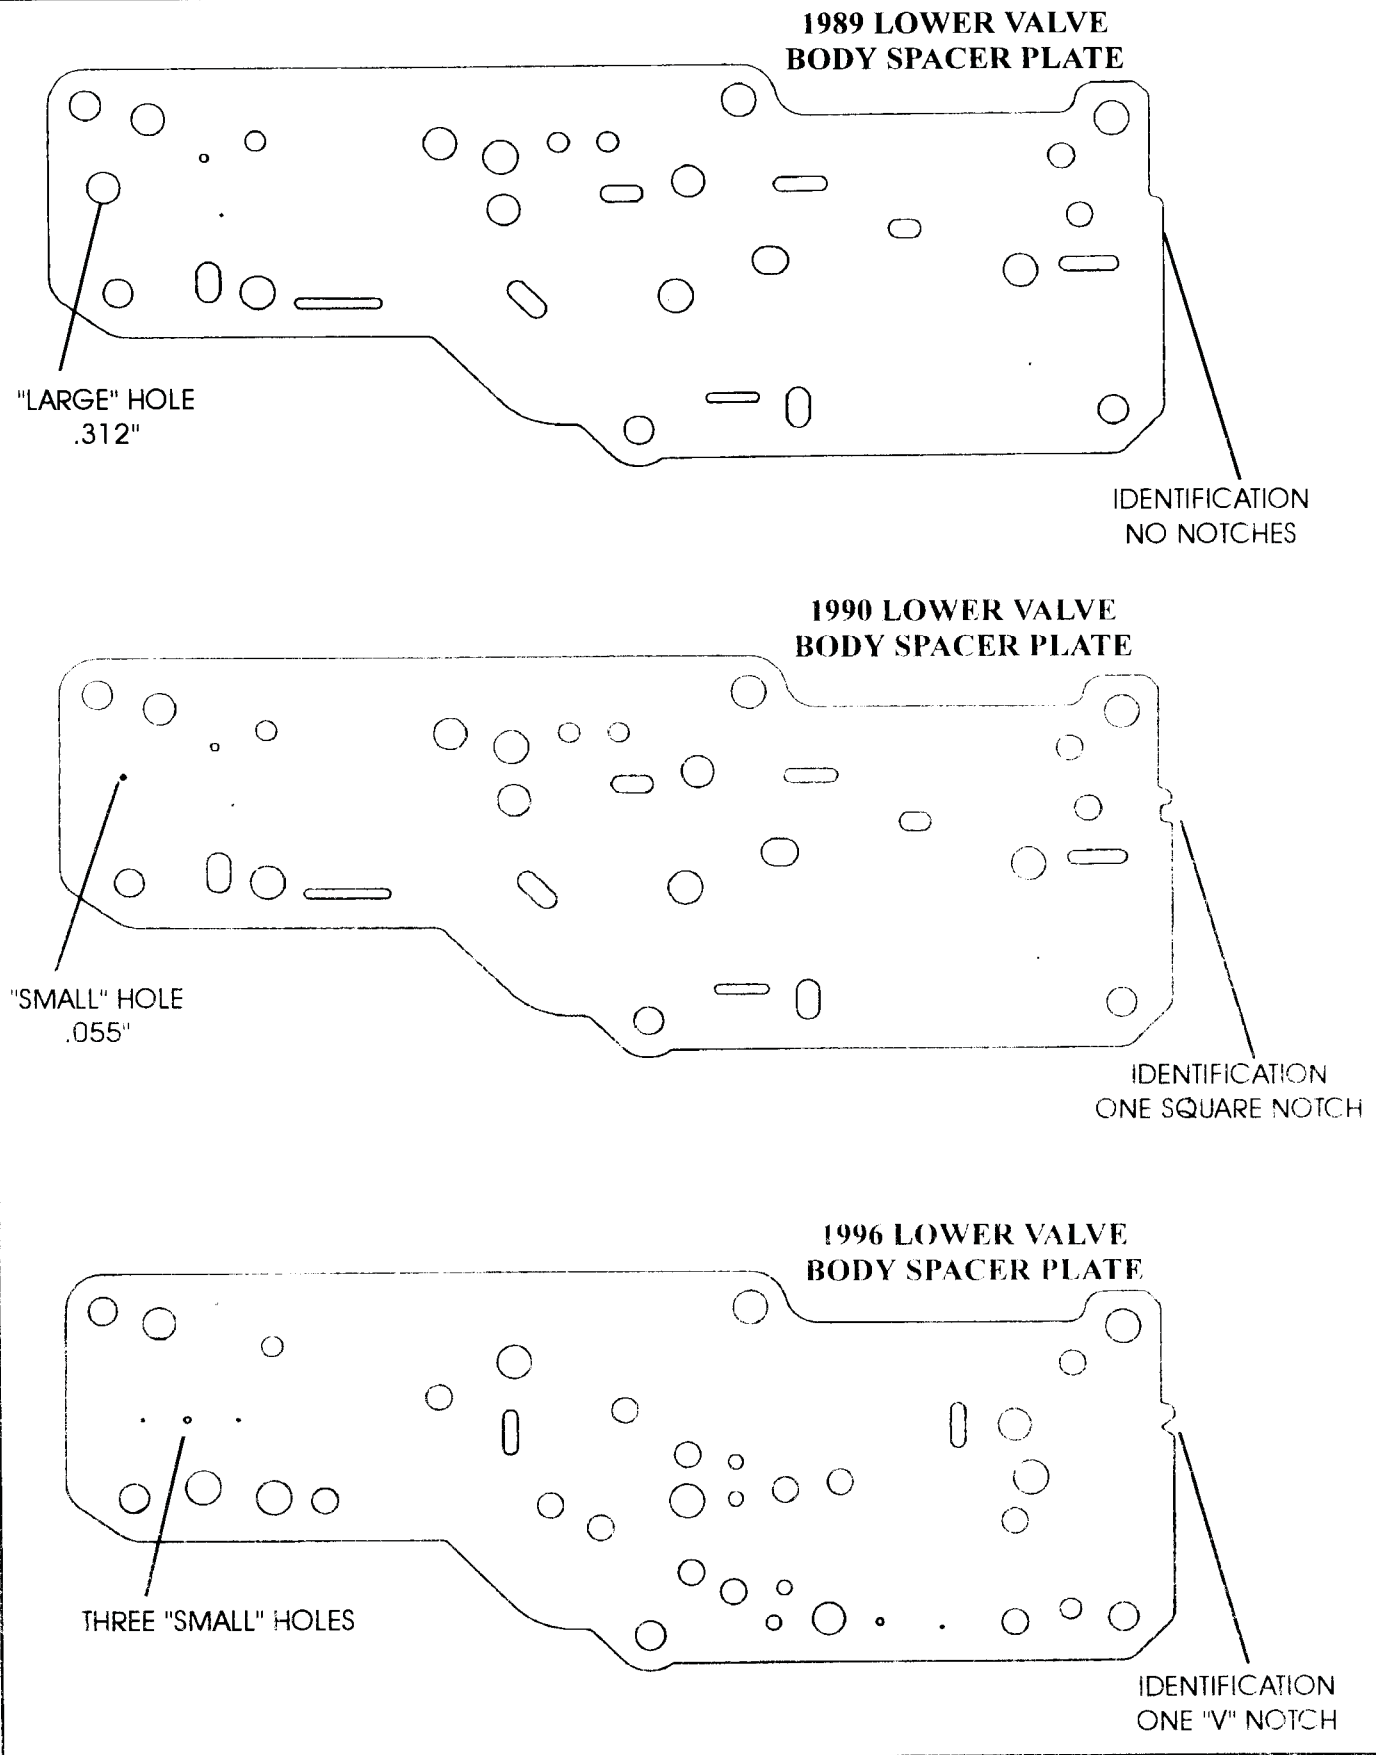 1989 LOWER VALVE
BODY SPACER PLATE
"LARGE" HOLE
.312"
IDENTIFICATION
NO NOTCHES
1990 LOWER VALVE
BODY SPACER PLATE
"SMALL" HOLE
.055"
IDENTIFICATION
ONE SQUARE NOTCH
1996 LOWER VALVE
BODY SPACER PLATE
THREE "SMALL" HOLES
IDENTIFICATION
ONE "V" NOTCH